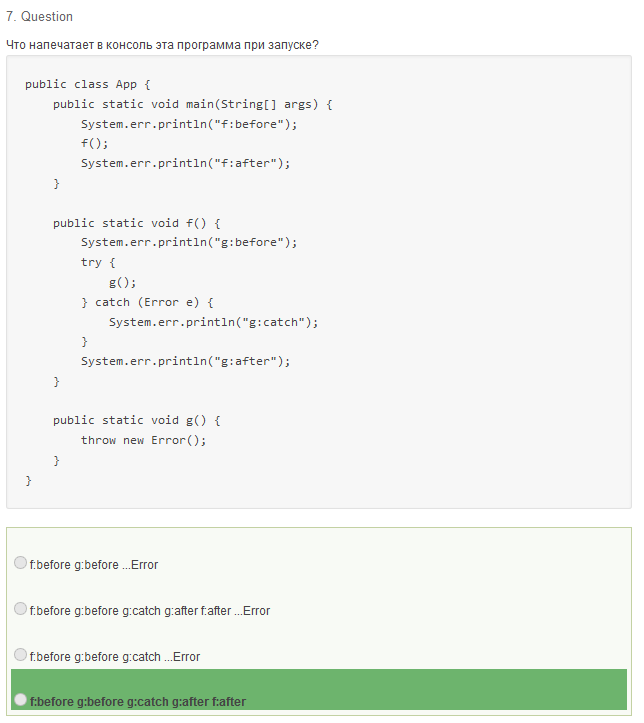 7. Question
Что напечатает в консоль эта программа при запуске?
public class App {
    public static void main(String[] args) {
        System.err.println("f:before");
        f();
        System.err.println("f:after");
    }

    public static void f() {
        System.err.println("g:before");
        try {
            g();
        } catch (Error e) {
            System.err.println("g:catch");
        }
        System.err.println("g:after");
    }

    public static void g() {
        throw new Error();
    }
}
f:before g:before ...Error
f:before g:before g:catch g:after f:after ...Error
f:before g:before g:catch ...Error
f:before g:before g:catch g:after f:after